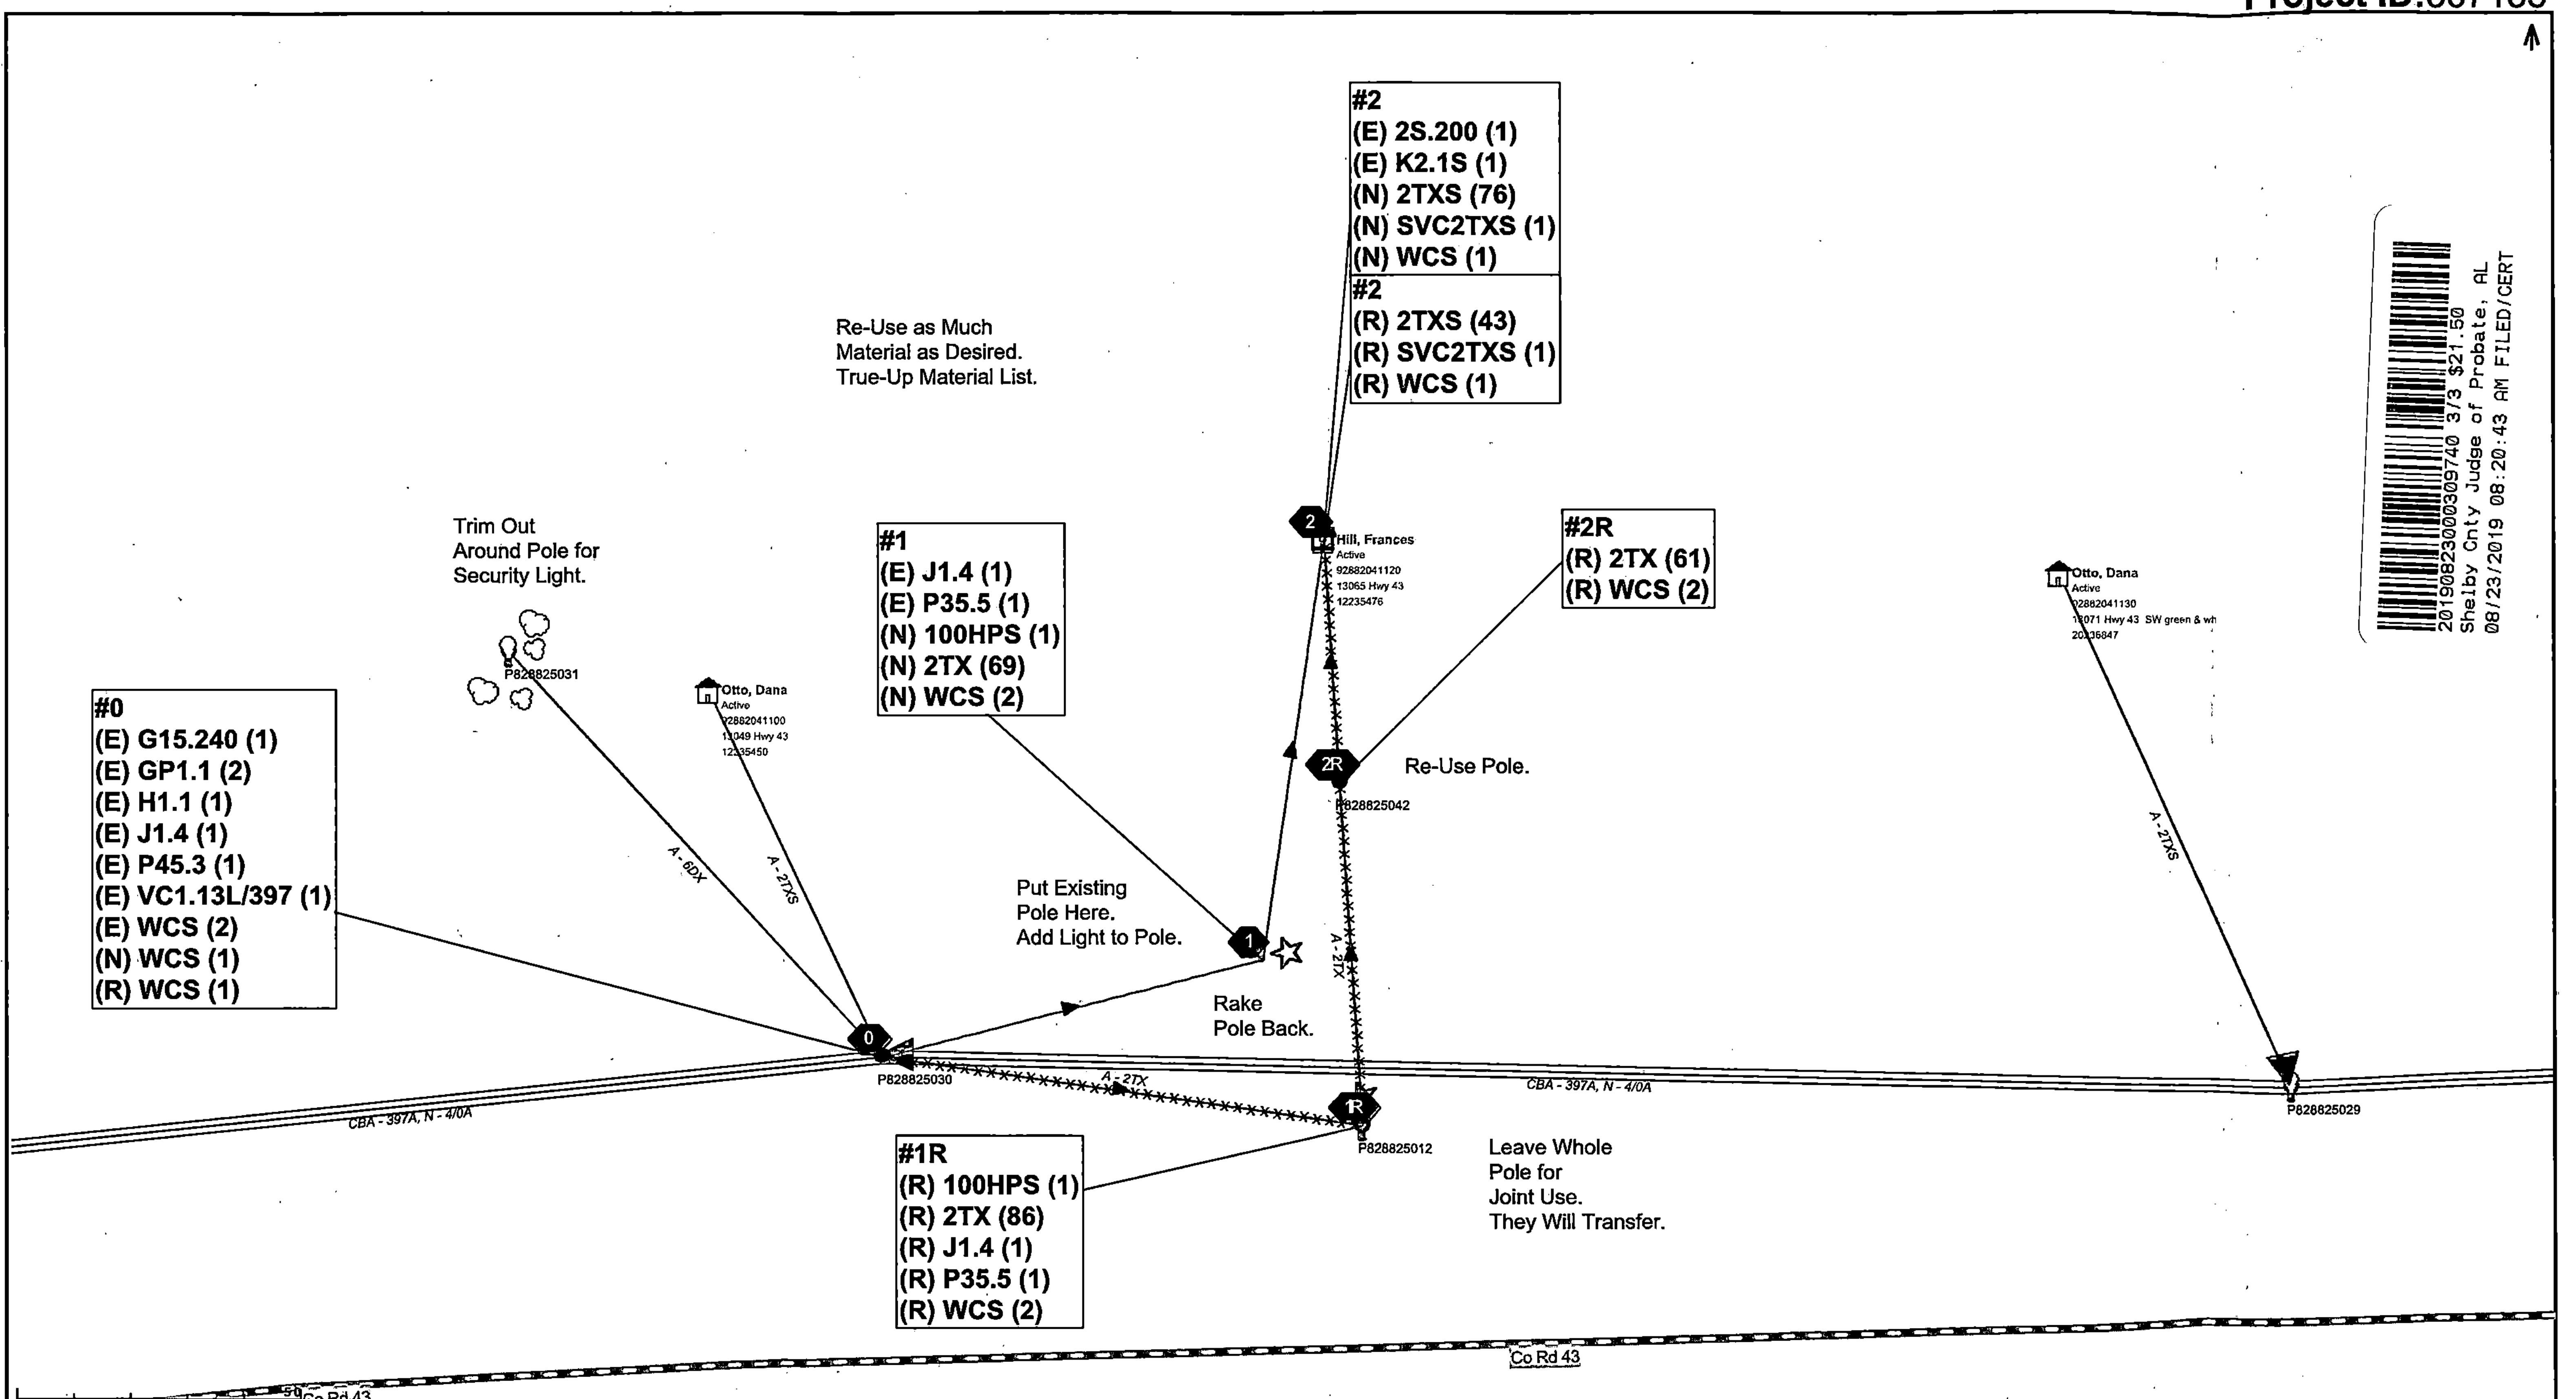 #2
(E) 2S.200 (1)
(E) K2.1S (1)
(N) 2TXS (76)
(N) SVC2TXS (1)
(N) WCS (1)
#2
(R) 2TXS (43)
(R) SVC2TXS (1)
(R) WCS (1)
Re-Use as Much
Material as Desired.
True-Up Material List.
20190823000309740 3/3 $21.50
Shelby Cnty Judge of Probate, AL
08/23/2019 08:20:43 AM FILED/CERT
Trim Out
Around Pole for
Security Light.
P828825031
#1
(E) J1.4 (1)
(E) P35.5 (1)
(N) 100HPS (1)
(N) 2TX (69)
(N) WCS (2)
2
Hill, Frances
Active
92882041120
13065 Hwy 43
12235476
#2R
(R) 2TX (61)
(R) WCS (2)
Otto, Dana
Active
92882041130
13071 Hwy 43 SW green & wh
Otto, Dana
Active
92882041100
13049 Hwy 43
#0
(E) G15.240 (1)
(E) GP1.1 (2)
(E) H1.1 (1)
(E) J1.4 (1)
(E) P45.3 (1)
(E) VC1.13L/397 (1)
(E) WCS (2)
(N) WCS (1)
(R) WCS (1)
2R
Re-Use Pole.
P828825042
A - 6DX
A - 2TXS
A - 2TXS
Put Existing
Pole Here.
Add Light to Pole.
1
A - 2TX
Rake
Pole Back.
0
P828825030
A - 2TX
CBA - 397A, N - 4/0A
CBA - 397A, N - 4/0A
1R
P828825012
P828825029
#1R
(R) 100HPS (1)
(R) 2TX (86)
(R) J1.4 (1)
(R) P35.5 (1)
(R) WCS (2)
Leave Whole
Pole for
Joint Use.
They Will Transfer.
Co Rd 43
50
Co Rd 43